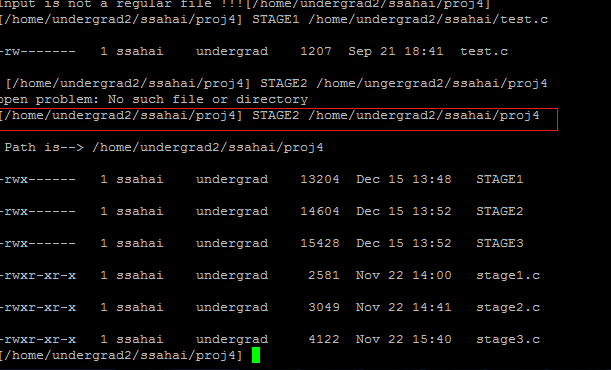 Input is not a regular file !!![/home/undergrad2/ssahai/proj4]
[/home/undergrad2/ssahai/proj4] STAGE1 /home/undergrad2/ssahai/test.c
-rw------- 1 ssahai undergrad 1207 Sep 21 18:41 test.c
[/home/undergrad2/ssahai/proj4] STAGE2 /home/ungergrad2/ssahai/proj4
open problem: No such file or directory
[/home/undergrad2/ssahai/proj4] STAGE2 /home/undergrad2/ssahai/proj4
Path is--> /home/undergrad2/ssahai/proj4
-rwx------ 1 ssahai undergrad 13204 Dec 15 13:48 STAGE1
-rwx------ 1 ssahai undergrad 14604 Dec 15 13:52 STAGE2
-rwx------ 1 ssahai undergrad 15428 Dec 15 13:52 STAGE3
-rwxr-xr-x 1 ssahai undergrad 2581 Nov 22 14:00 stage1.c
-rwxr-xr-x 1 ssahai undergrad 3049 Nov 22 14:41 stage2.c
-rwxr-xr-x 1 ssahai undergrad 4122 Nov 22 15:40 stage3.c
[/home/undergrad2/ssahai/proj4]